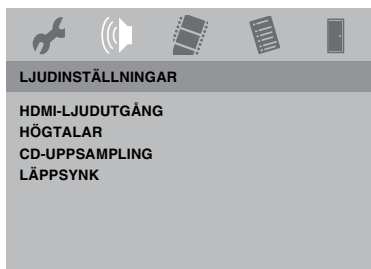 LJUDINSTÄLLNINGAR
HDMI-LJUDUTGÅNG
HÖGTALAR
CD-UPPSAMPLING
LÄPPSYNK